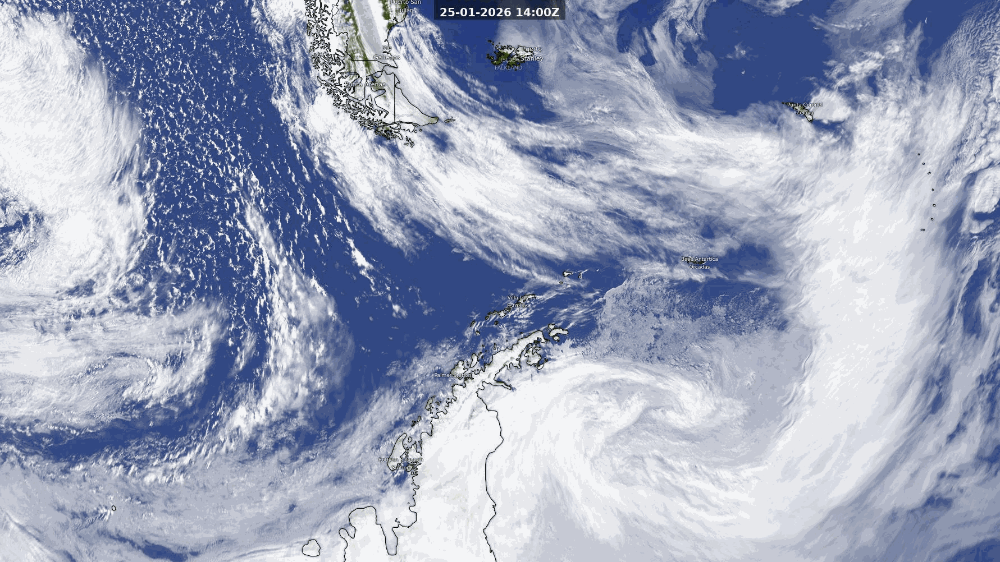 Puerto San
Julián
25-01-2026 14:00Z
Río
Gallegos
Puerto
Stanley
ISLAS
FALKLAND
Punta Arenas
Punta Coronel
Zelaya
Base Antartica
Orcadas
Villa Las
Estrellas
Palmer Station
Rothera Research
Station